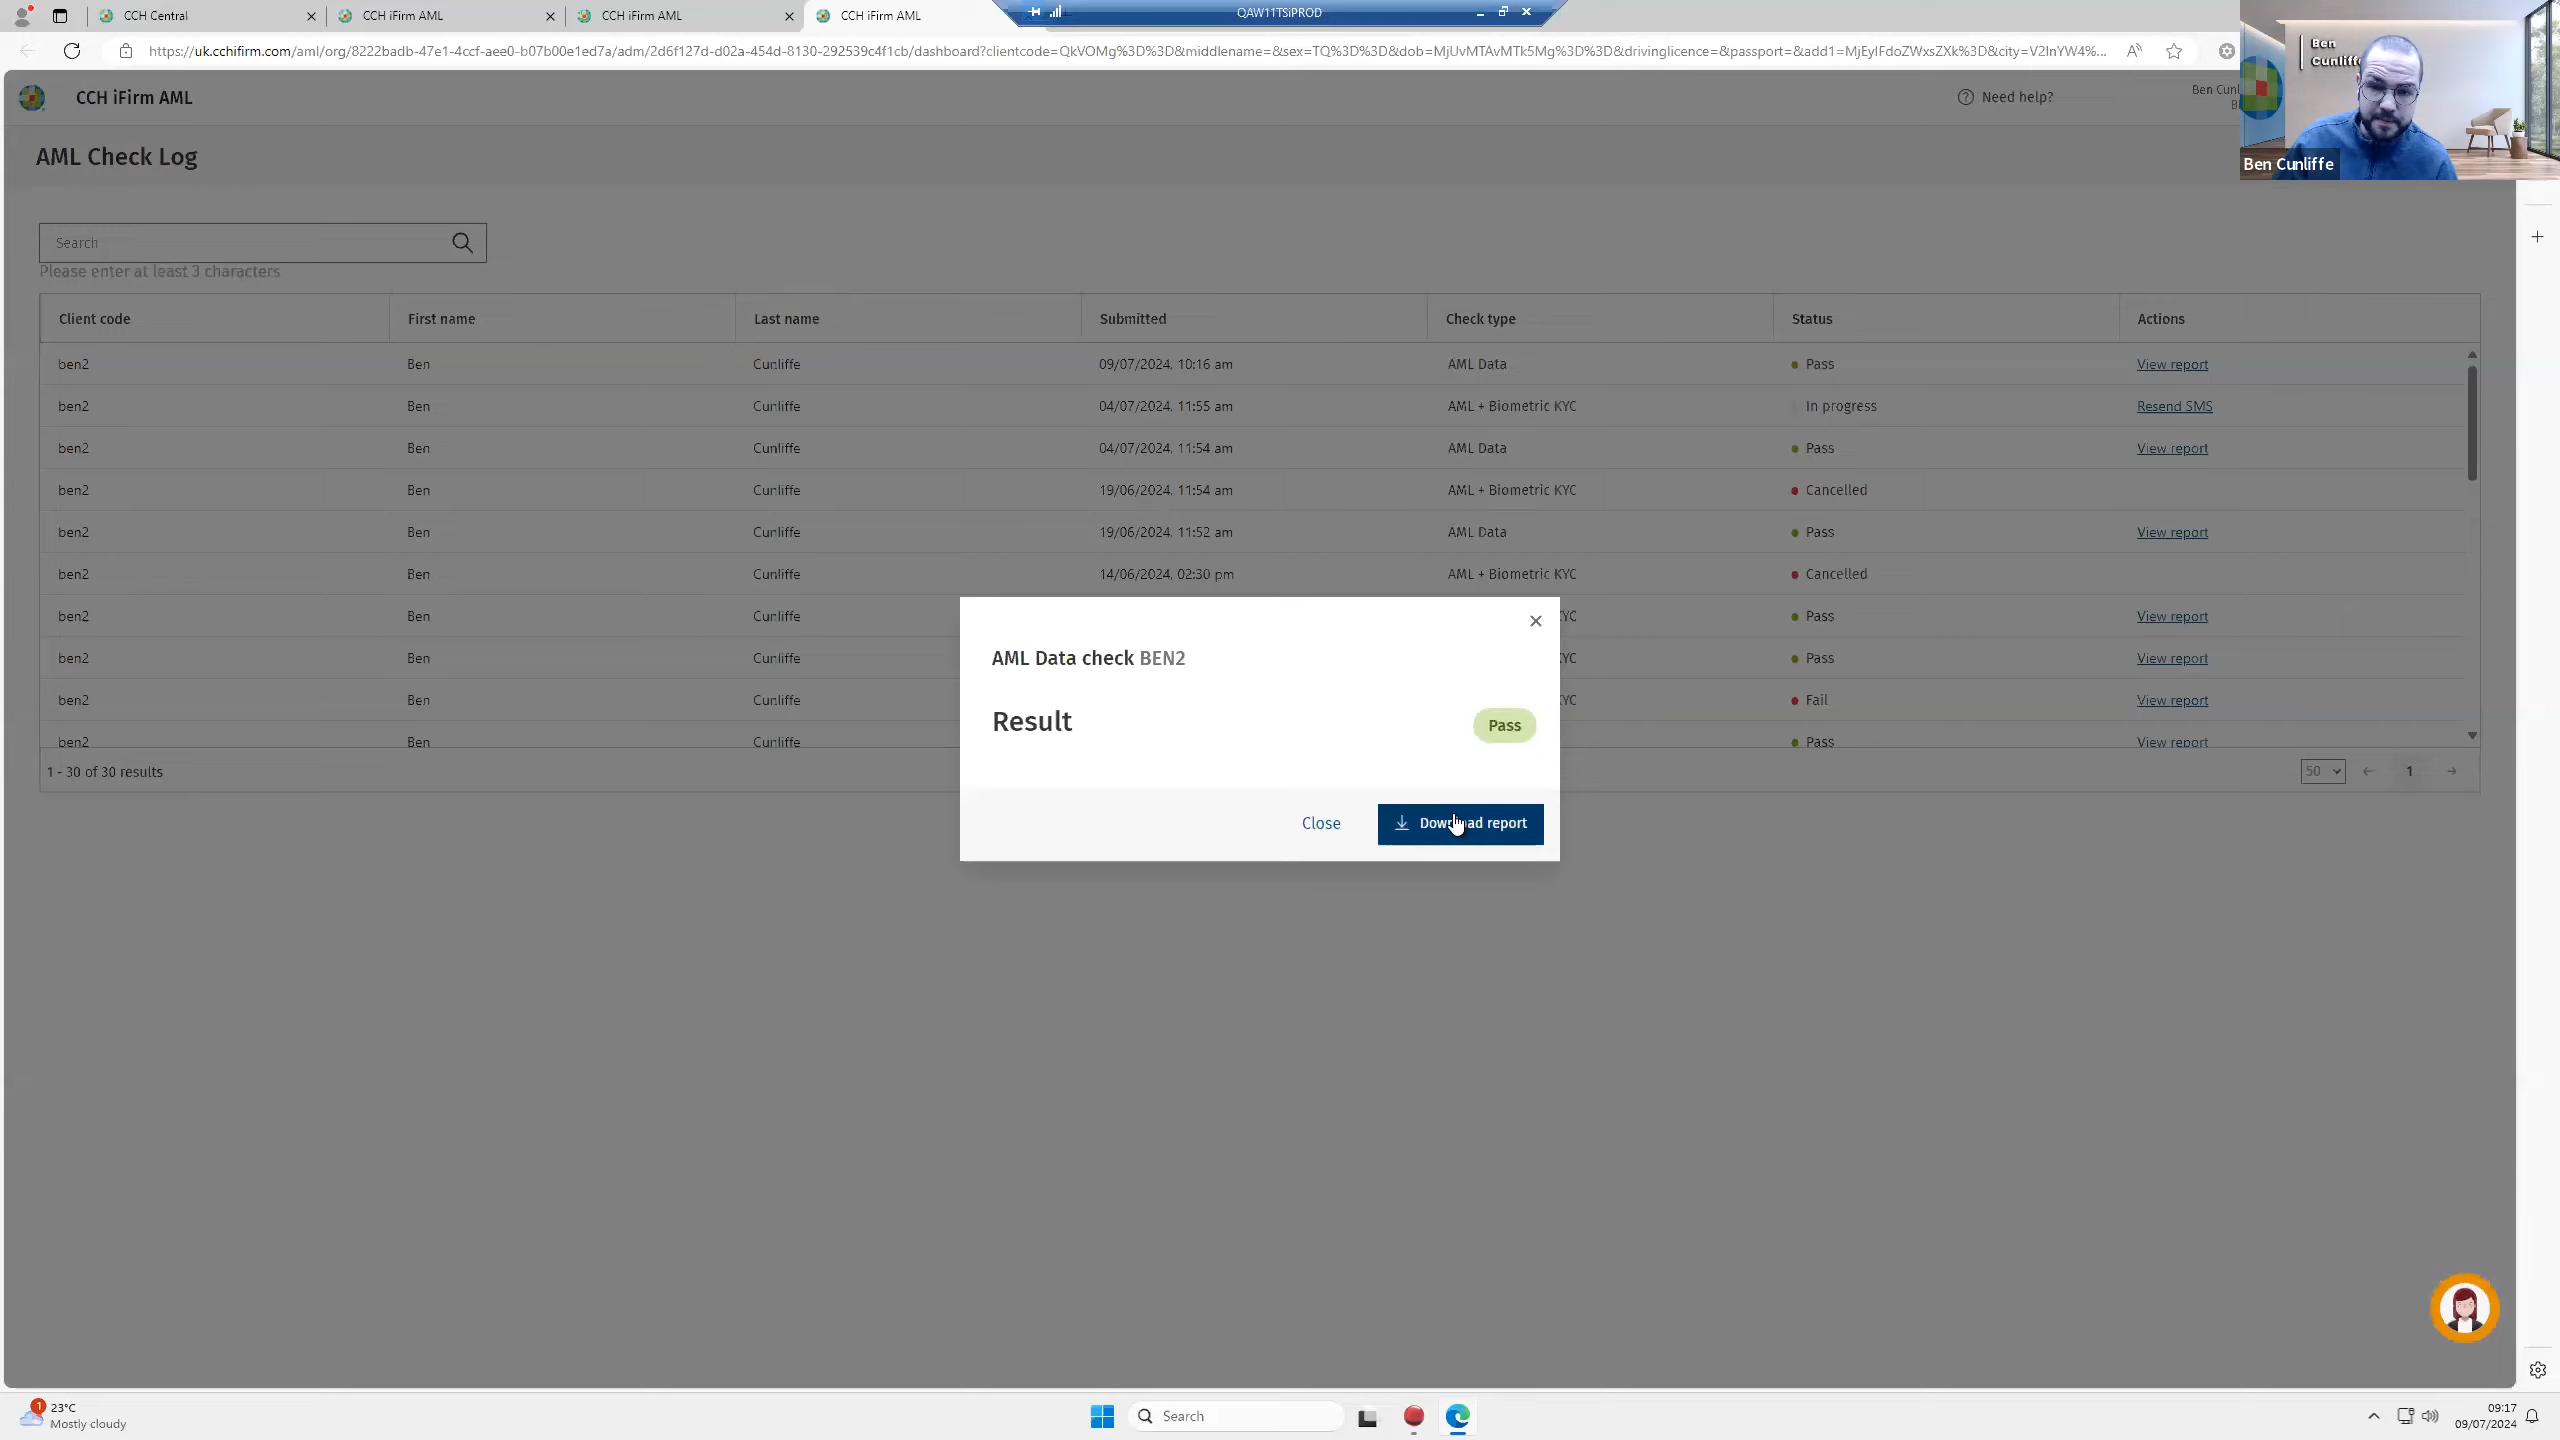 CCH Central
CCH iFirm AML
CCH iFirm AML
CCH iFirm AML
QAW11TSiPROD
https://uk.cchifirm.com/aml/org/8222badb-47e1-4ccf-aee0-b07b00e1ed7a/adm/2d6f127d-d02a-454d-8130-292539c4f1cb/dashboard?clientcode=QkVOMg%3D%3D&middlename=&sex=TQ%3D%3D&dob=MjUvMTAvMTk5Mg%3D%3D&drivinglicence=&passport=&add1=MjEyIFdoZWxsZXk%3D&city=V2lnYW4%...
Ben
Cunliffe
Ben Cunliffe
CCH iFirm AML
Need help?
Ben Cunl
AML Check Log
Search
Please enter at least 3 characters
Client code First name Last name Submitted Check type Status Actions
ben2 Ben Cunliffe 09/07/2024, 10:16 am AML Data Pass View report
ben2 Ben Cunliffe 04/07/2024, 11:55 am AML + Biometric KYC In progress Resend SMS
ben2 Ben Cunliffe 04/07/2024, 11:54 am AML Data Pass View report
ben2 Ben Cunliffe 19/06/2024, 11:54 am AML + Biometric KYC Cancelled
ben2 Ben Cunliffe 19/06/2024, 11:52 am AML Data Pass View report
ben2 Ben Cunliffe 14/06/2024, 02:30 pm AML + Biometric KYC Cancelled
ben2 Ben Cunliffe YC Pass View report
ben2 Ben Cunliffe YC Pass View report
ben2 Ben Cunliffe YC Fail View report
ben2 Ben Cunliffe Pass View report
1 - 30 of 30 results 50 1
AML Data check BEN2
Result Pass
Close Download report
1
23°C
Mostly cloudy
Search
09:17
09/07/2024